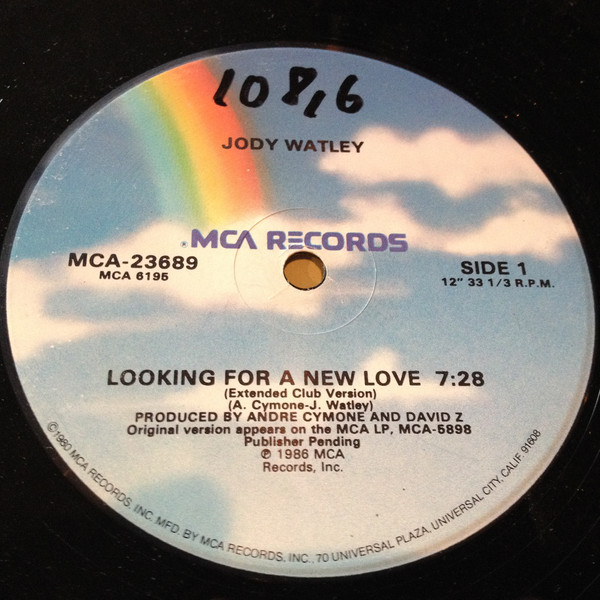 108,6
JODY WATLEY
®MCA RECORDS
MCA-23689
MCA 6195
SIDE 1
12" 33 1/3 R.P.M.
LOOKING FOR A NEW LOVE 7:28
(Extended Club Version)
(A. Cymone-J. Watley)
PRODUCED BY ANDRE CYMONE AND DAVID Z
Original version appears on the MCA LP, MCA-5898
Publisher Pending
℗ 1986 MCA
Records, Inc.
©1980 MCA RECORDS, INC. MFD. BY MCA RECORDS, INC., 70 UNIVERSAL PLAZA, UNIVERSAL CITY, CALIF. 91608